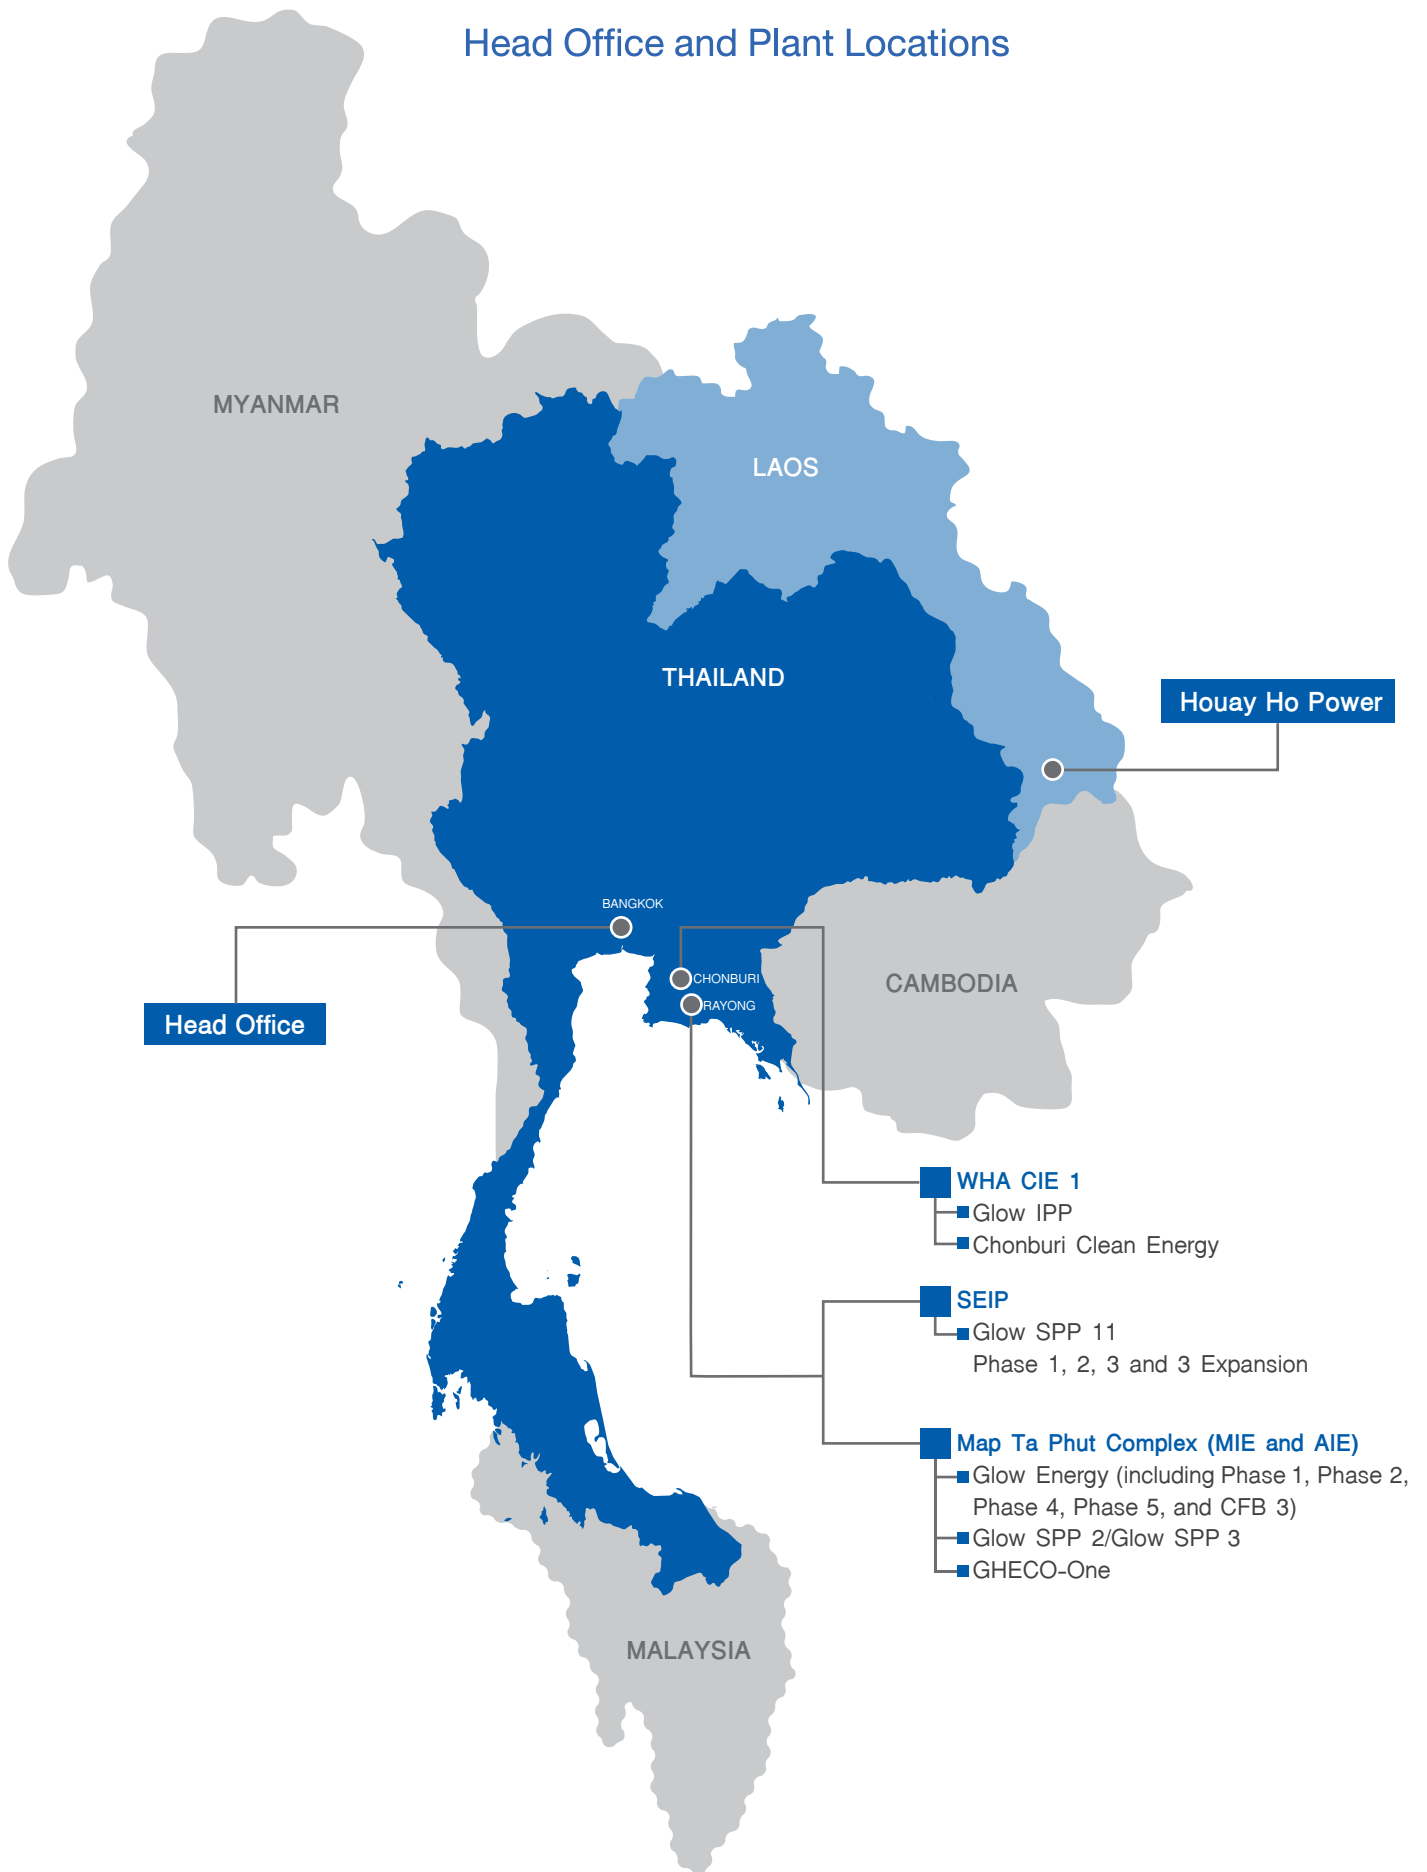 Head Office and Plant Locations
MYANMAR
LAOS
THAILAND
Houay Ho Power
BANGKOK
CHONBURI
RAYONG
CAMBODIA
Head Office
WHA CIE 1
Glow IPP
Chonburi Clean Energy
SEIP
Glow SPP 11
Phase 1, 2, 3 and 3 Expansion
Map Ta Phut Complex (MIE and AIE)
Glow Energy (including Phase 1, Phase 2,
Phase 4, Phase 5, and CFB 3)
Glow SPP 2/Glow SPP 3
GHECO-One
MALAYSIA